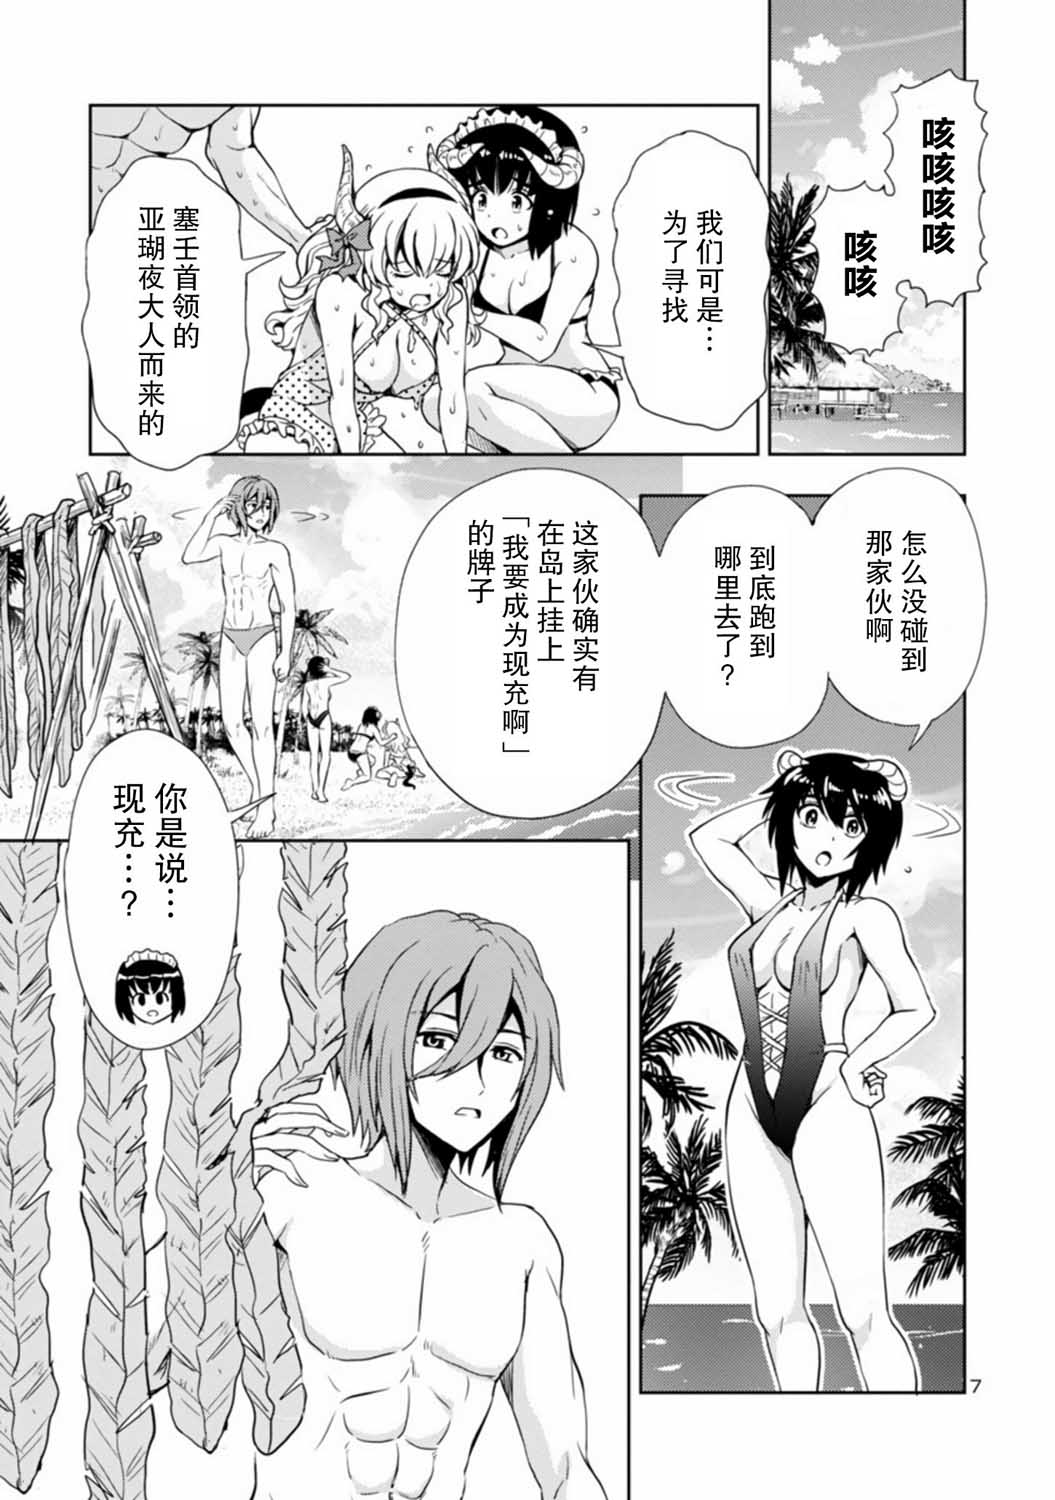 咳咳咳咳
咳咳
我们可是…
为了寻找
塞壬首领的
亚瑚夜大人而来的
怎么没碰到
那家伙啊
到底跑到
哪里去了？
这家伙确实有
在岛上挂上
「我要成为现充啊」
的牌子
你是说…
现充…？
7